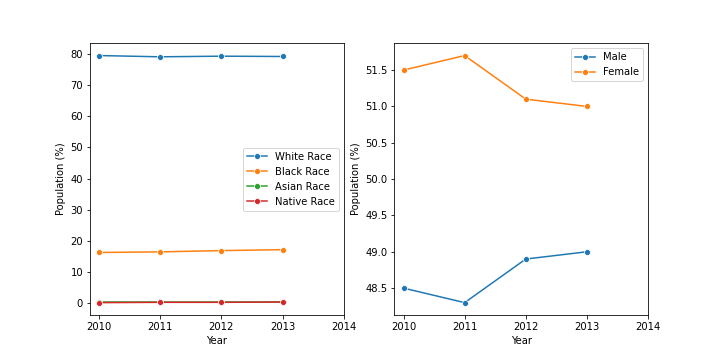 80
70
60
50
40
30
20
10
0
Population (%)
2010 2011 2012 2013 2014
Year
White Race
Black Race
Asian Race
Native Race
51.5
51.0
50.5
50.0
49.5
49.0
48.5
Population (%)
2010 2011 2012 2013 2014
Year
Male
Female